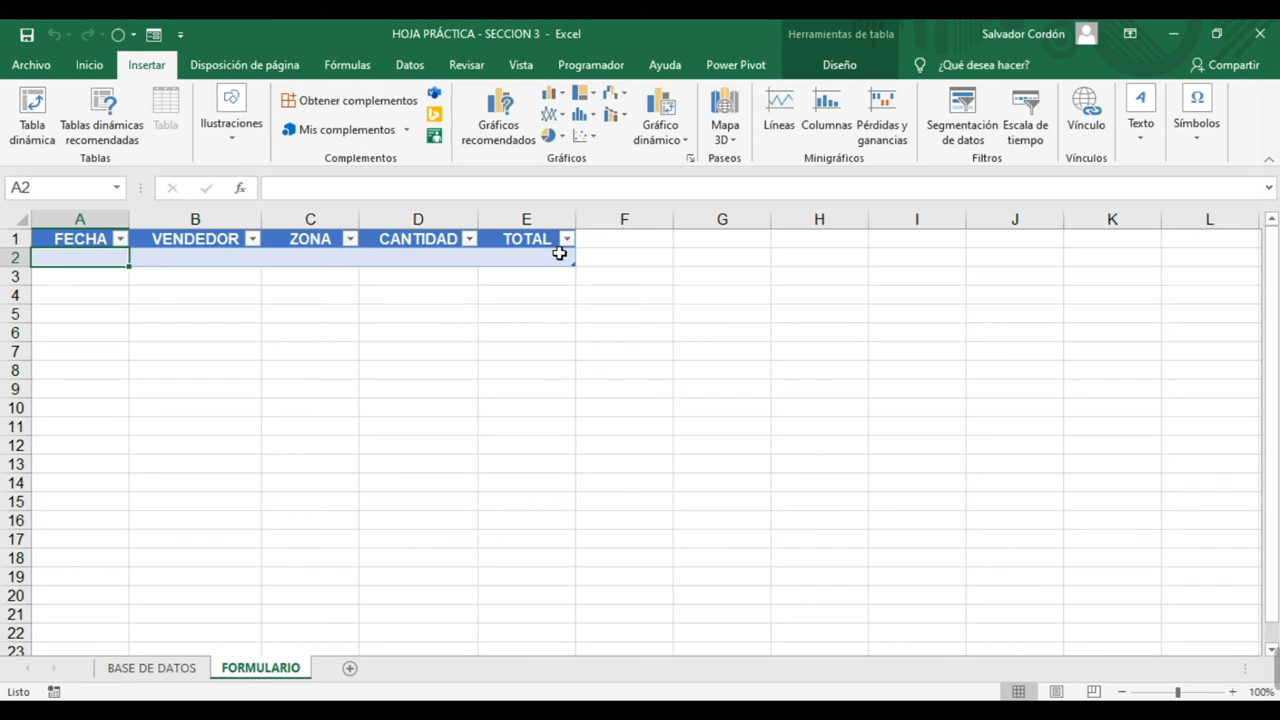 HOJA PRÁCTICA - SECCION 3 - Excel
Herramientas de tabla
Salvador Cordón
Archivo Inicio Insertar Disposición de página Fórmulas Datos Revisar Vista Programador Ayuda Power Pivot Diseño ¿Qué desea hacer? Compartir
Tabla dinámica
Tablas dinámicas recomendadas
Tabla
Tablas
Ilustraciones
Obtener complementos
Mis complementos
Complementos
Gráficos recomendados
Gráfico dinámico
Gráficos
Mapa 3D
Paseos
Líneas
Columnas
Pérdidas y ganancias
Minigráficos
Segmentación de datos
Escala de tiempo
Filtros
Vínculo
Vínculos
Texto
Símbolos
A2
fx
A B C D E F G H I J K L
1 FECHA VENDEDOR ZONA CANTIDAD TOTAL
2
3
4
5
6
7
8
9
10
11
12
13
14
15
16
17
18
19
20
21
22
23
BASE DE DATOS FORMULARIO
Listo
100%